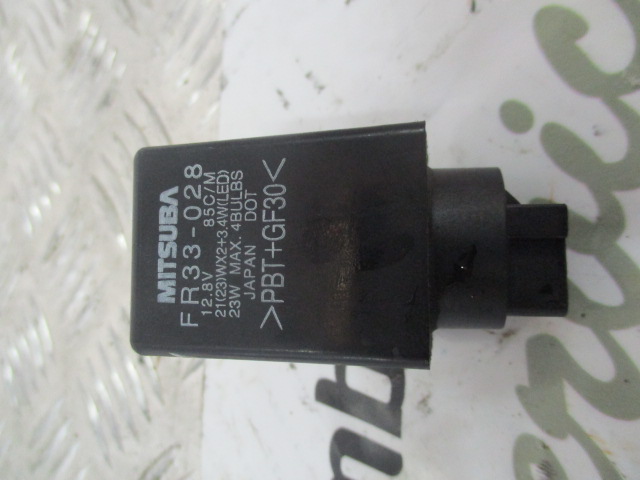 MITSUBA
FR33-028
12.8V 85C/M
21(23)WX2+3.4W(LED)
23W MAX. 4BULBS
JAPAN DOT
>PBT+GF30<